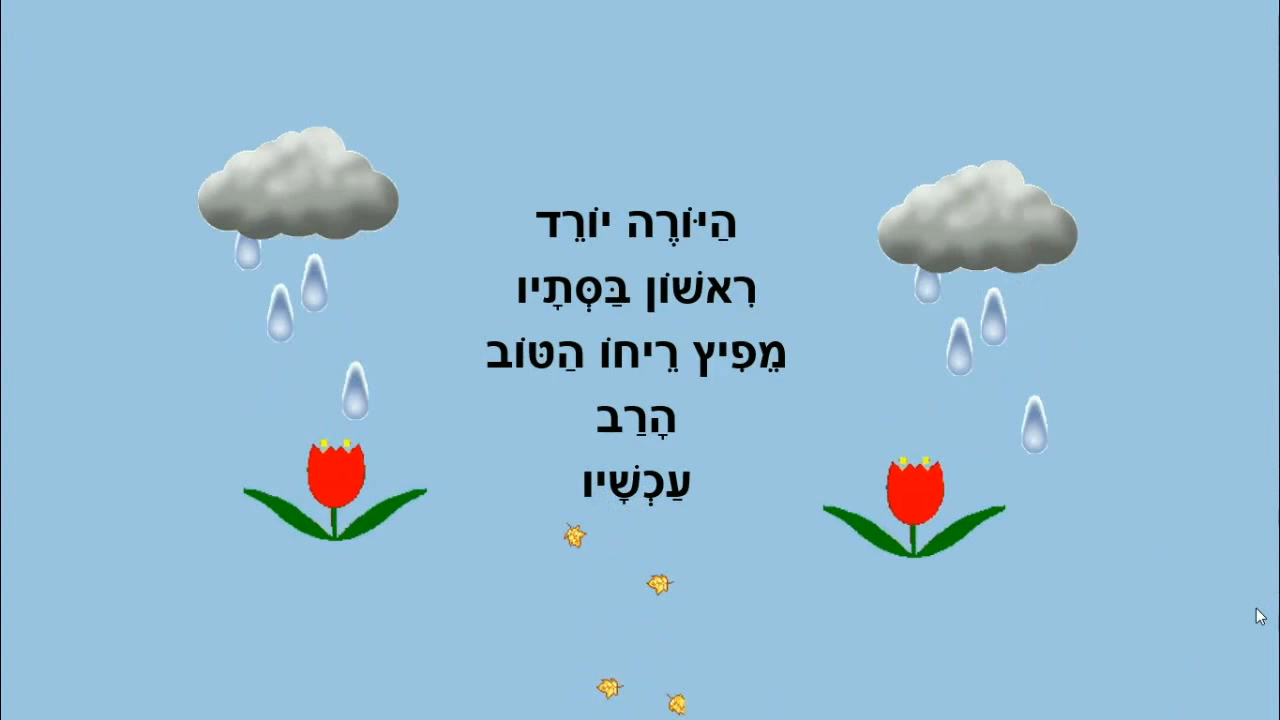 הַיּוֹרֶה יוֹרֵד
רִאשׁוֹן בַּסְּתָיו
מֵפִיץ רֵיחוֹ הַטּוֹב
הָרַב
עַכְשָׁיו